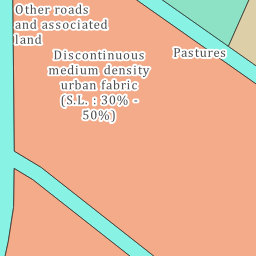 Other roads
and associated
land
Discontinuous
medium density
urban fabric
(S.L. : 30% -
50%)
Pastures